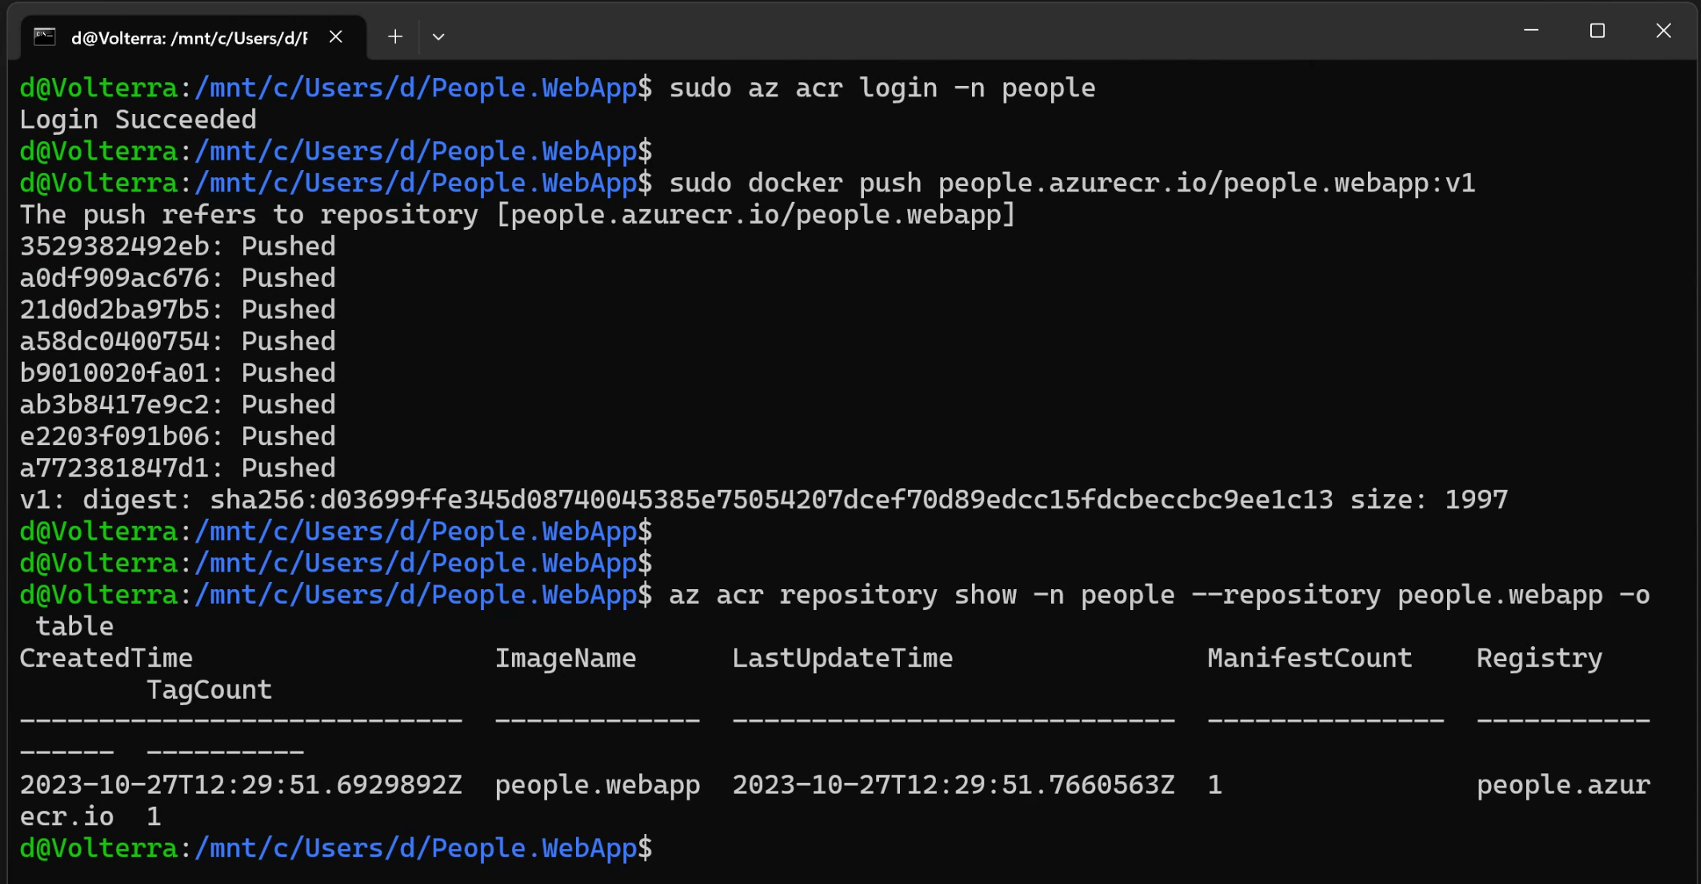 d@Volterra: /mnt/c/Users/d/P
d@Volterra:/mnt/c/Users/d/People.WebApp$ sudo az acr login -n people
Login Succeeded
d@Volterra:/mnt/c/Users/d/People.WebApp$
d@Volterra:/mnt/c/Users/d/People.WebApp$ sudo docker push people.azurecr.io/people.webapp:v1
The push refers to repository [people.azurecr.io/people.webapp]
3529382492eb: Pushed
a0df909ac676: Pushed
21d0d2ba97b5: Pushed
a58dc0400754: Pushed
b9010020fa01: Pushed
ab3b8417e9c2: Pushed
e2203f091b06: Pushed
a772381847d1: Pushed
v1: digest: sha256:d03699ffe345d08740045385e75054207dcef70d89edcc15fdcbeccbc9ee1c13 size: 1997
d@Volterra:/mnt/c/Users/d/People.WebApp$
d@Volterra:/mnt/c/Users/d/People.WebApp$
d@Volterra:/mnt/c/Users/d/People.WebApp$ az acr repository show -n people --repository people.webapp -o
 table
CreatedTime                   ImageName      LastUpdateTime                ManifestCount    Registry
        TagCount
----------------------------  -------------  ----------------------------  ---------------  -----------
------  ----------
2023-10-27T12:29:51.6929892Z  people.webapp  2023-10-27T12:29:51.7660563Z  1                people.azur
ecr.io  1
d@Volterra:/mnt/c/Users/d/People.WebApp$